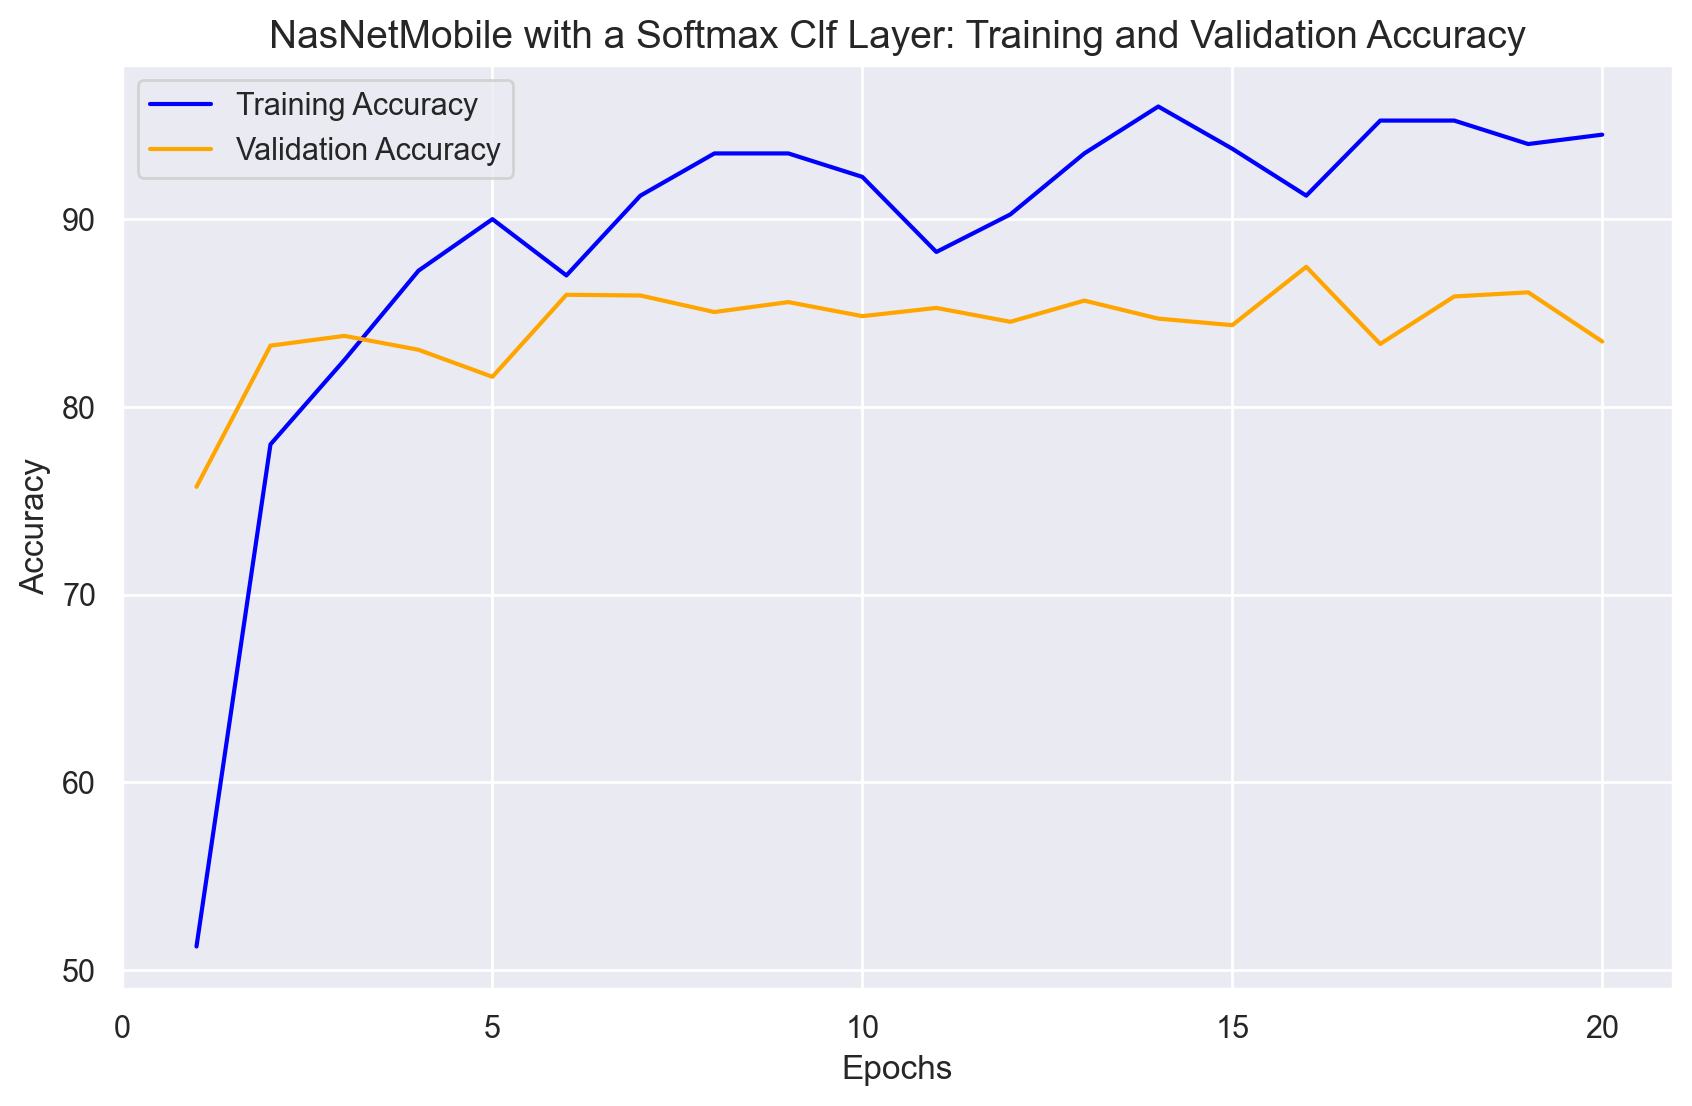 NasNetMobile with a Softmax Clf Layer: Training and Validation Accuracy
Training Accuracy
Validation Accuracy
Accuracy
90
80
70
60
50
0 5 10 15 20
Epochs